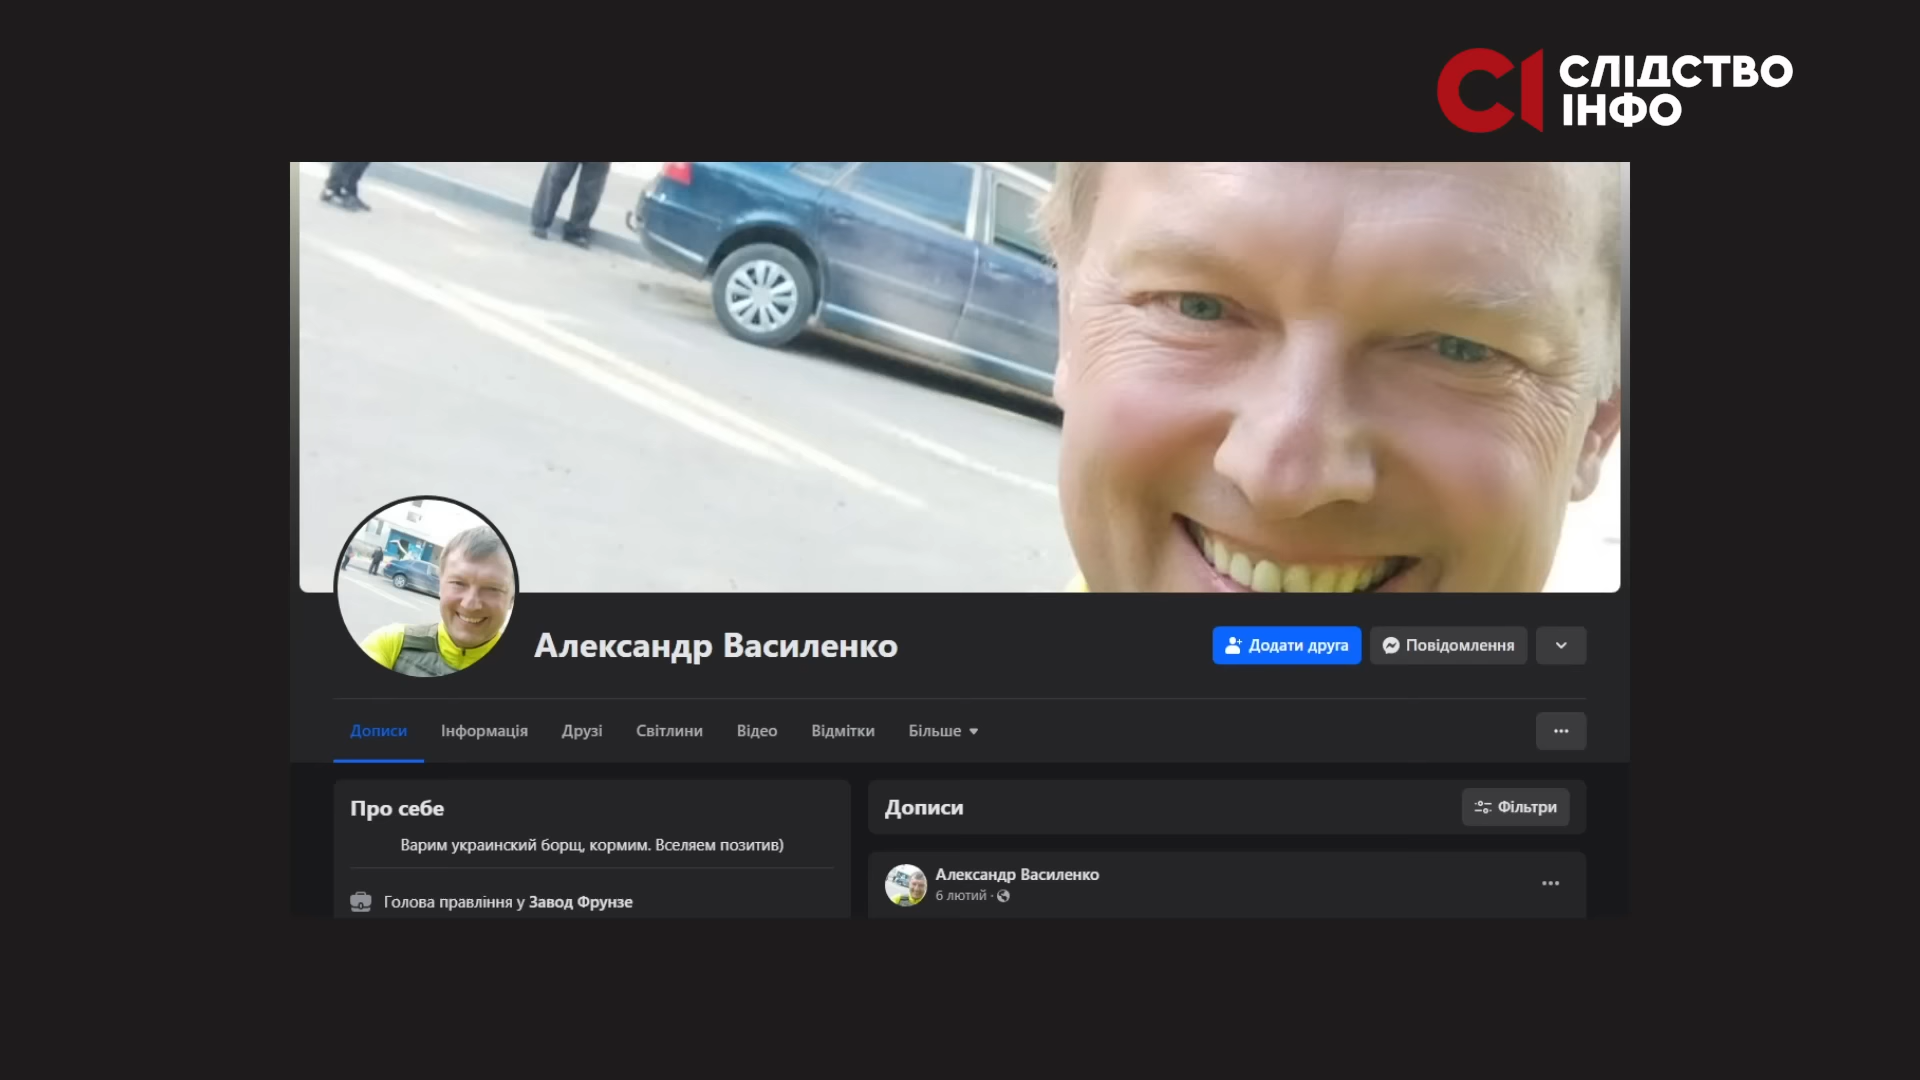 СЛІДСТВО
ІНФО
Александр Василенко
Додати друга
Повідомлення
Дописи
Інформація
Друзі
Світлини
Відео
Відмітки
Більше
Про себе
Варим украинский борщ, кормим. Вселяем позитив)
Голова правління у Завод Фрунзе
Дописи
Фільтри
Александр Василенко
6 лютий ·